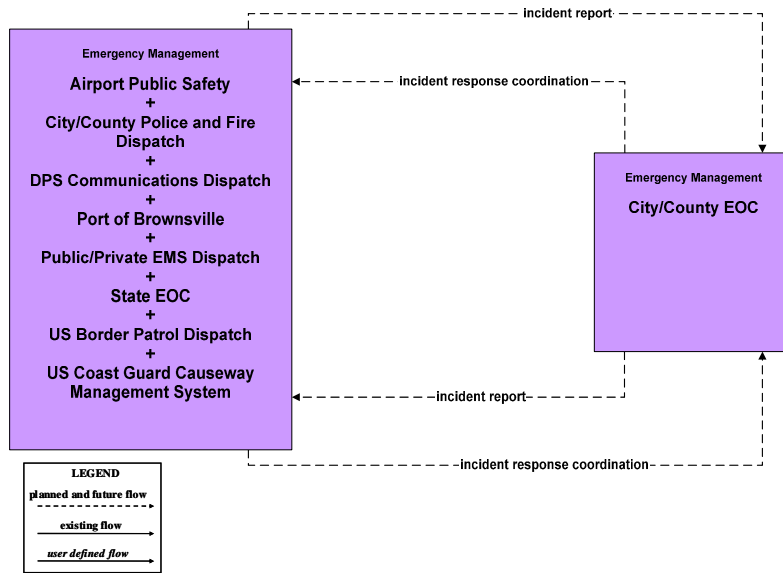 incident report
Emergency Management
Airport Public Safety
+
City/County Police and Fire
Dispatch
+
DPS Communications Dispatch
+
Port of Brownsville
+
Public/Private EMS Dispatch
+
State EOC
+
US Border Patrol Dispatch
+
US Coast Guard Causeway
Management System
incident response coordination
Emergency Management
City/County EOC
incident report
incident response coordination
LEGEND
planned and future flow
existing flow
user defined flow